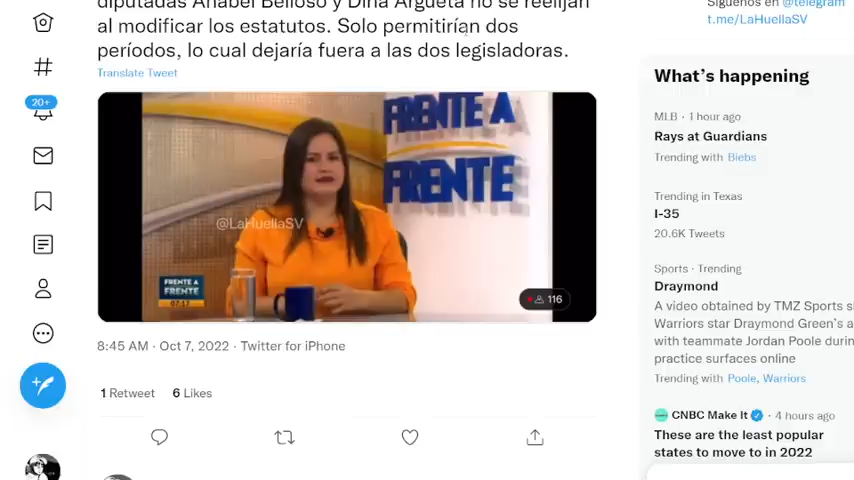 diputadas Anabel Belloso y Dina Argueta no se reelijan
al modificar los estatutos. Solo permitirían dos
períodos, lo cual dejaría fuera a las dos legisladoras.
Translate Tweet
FRENTE A
FRENTE
@LaHuellaSV
FRENTE A
FRENTE
07:17
116
8:45 AM · Oct 7, 2022 · Twitter for iPhone
1 Retweet 6 Likes
20+
Síguenos en @telegram
t.me/LaHuellaSV
What's happening
MLB · 1 hour ago
Rays at Guardians
Trending with Biebs
Trending in Texas
I-35
20.6K Tweets
Sports · Trending
Draymond
A video obtained by TMZ Sports s
Warriors star Draymond Green's a
with teammate Jordan Poole durin
practice surfaces online
Trending with Poole, Warriors
CNBC Make It · 4 hours ago
These are the least popular
states to move to in 2022